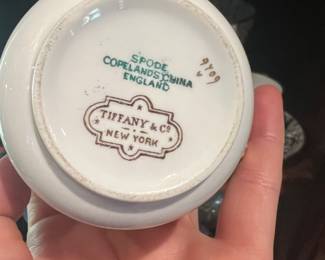 SPODE
COPELANDS CHINA
ENGLAND
TIFFANY & Co
NEW YORK